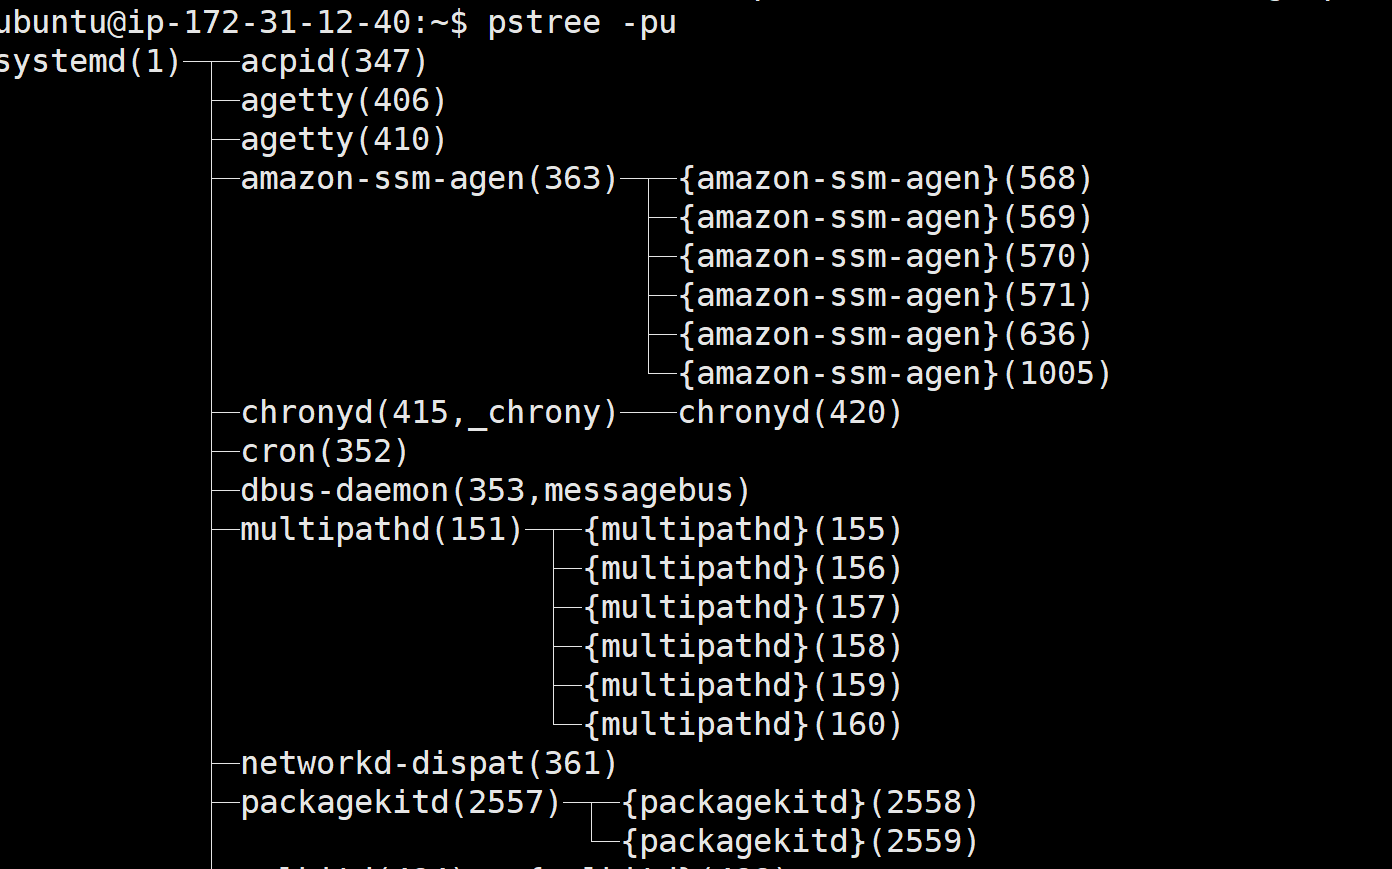 ubuntu@ip-172-31-12-40:~$ pstree -pu
systemd(1)─┬─acpid(347)
           ├─agetty(406)
           ├─agetty(410)
           ├─amazon-ssm-agen(363)─┬─{amazon-ssm-agen}(568)
           │                      ├─{amazon-ssm-agen}(569)
           │                      ├─{amazon-ssm-agen}(570)
           │                      ├─{amazon-ssm-agen}(571)
           │                      ├─{amazon-ssm-agen}(636)
           │                      └─{amazon-ssm-agen}(1005)
           ├─chronyd(415,_chrony)───chronyd(420)
           ├─cron(352)
           ├─dbus-daemon(353,messagebus)
           ├─multipathd(151)─┬─{multipathd}(155)
           │                 ├─{multipathd}(156)
           │                 ├─{multipathd}(157)
           │                 ├─{multipathd}(158)
           │                 ├─{multipathd}(159)
           │                 └─{multipathd}(160)
           ├─networkd-dispat(361)
           ├─packagekitd(2557)─┬─{packagekitd}(2558)
           │                   └─{packagekitd}(2559)